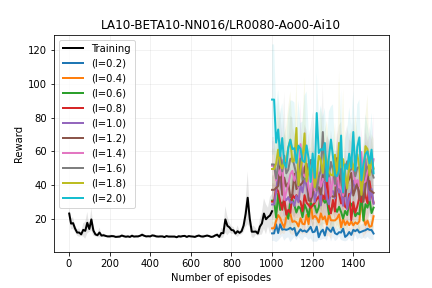 LA10-BETA10-NN016/LR0080-Ao00-Ai10
Reward
120
100
80
60
40
20
Training
(l=0.2)
(l=0.4)
(l=0.6)
(l=0.8)
(l=1.0)
(l=1.2)
(l=1.4)
(l=1.6)
(l=1.8)
(l=2.0)
0 200 400 600 800 1000 1200 1400
Number of episodes